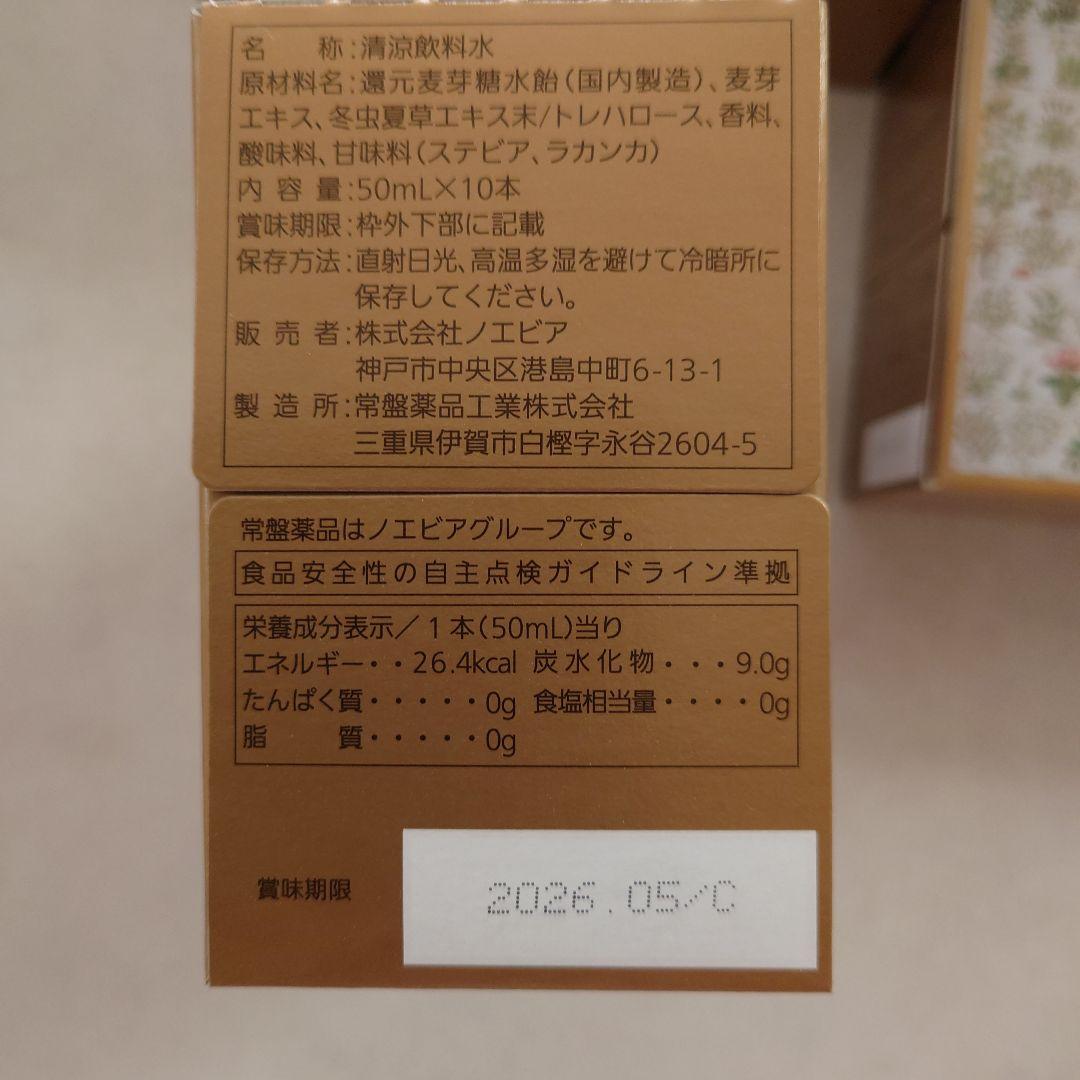 名称:清涼飲料水
原材料名:還元麦芽糖水飴(国内製造)、麦芽
エキス、冬虫夏草エキス末/トレハロース、香料、
酸味料、甘味料(ステビア、ラカンカ)
内容量:50mL×10本
賞味期限:枠外下部に記載
保存方法:直射日光、高温多湿を避けて冷暗所に
保存してください。
販売者:株式会社ノエビア
神戸市中央区港島中町6-13-1
製造所:常盤薬品工業株式会社
三重県伊賀市白樫字永谷2604-5
常盤薬品はノエビアグループです。
食品安全性の自主点検ガイドライン準拠
栄養成分表示/1本(50mL)当り
エネルギー・・26.4kcal 炭水化物・・・9.0g
たんぱく質・・・・・0g 食塩相当量・・・・0g
脂質・・・・・0g
賞味期限 2026.05/C